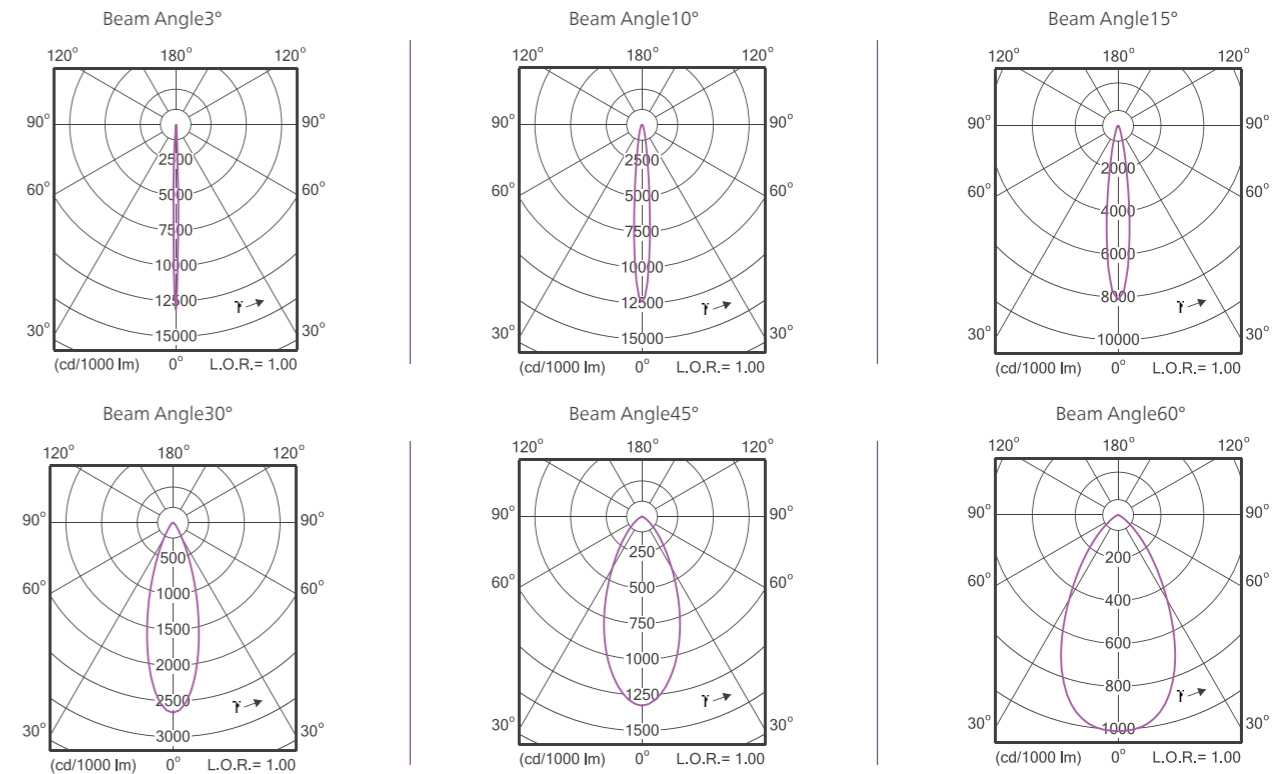 Beam Angle3°
120° 180° 120°
90° 90°
2500
5000
60° 60°
7500
10000
12500
γ
30° 15000 30°
(cd/1000 lm) 0° L.O.R.= 1.00
Beam Angle10°
120° 180° 120°
90° 90°
2500
5000
60° 60°
7500
10000
12500
γ
30° 15000 30°
(cd/1000 lm) 0° L.O.R.= 1.00
Beam Angle15°
120° 180° 120°
90° 90°
2000
60° 60°
4000
6000
8000
γ
30° 10000 30°
(cd/1000 lm) 0° L.O.R.= 1.00
Beam Angle30°
120° 180° 120°
90° 90°
500
60° 60°
1000
1500
2000
2500
γ
30° 3000 30°
(cd/1000 lm) 0° L.O.R.= 1.00
Beam Angle45°
120° 180° 120°
90° 90°
250
60° 60°
500
750
1000
1250
γ
30° 1500 30°
(cd/1000 lm) 0° L.O.R.= 1.00
Beam Angle60°
120° 180° 120°
90° 90°
200
60° 60°
400
600
800
γ
30° 1000 30°
(cd/1000 lm) 0° L.O.R.= 1.00